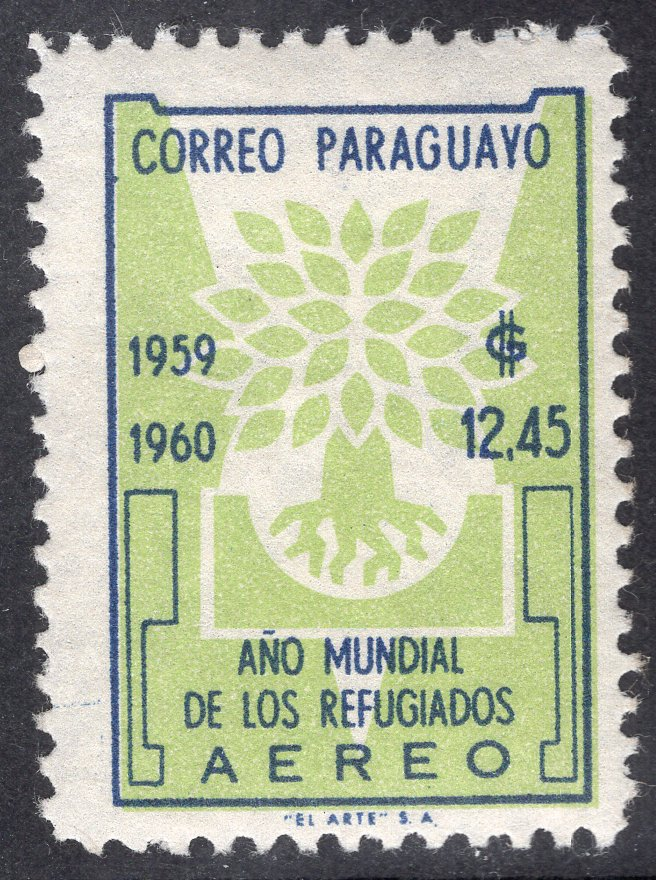 CORREO PARAGUAYO
1959
₲
1960
12,45
AÑO MUNDIAL
DE LOS REFUGIADOS
AEREO
"EL ARTE" S.A.